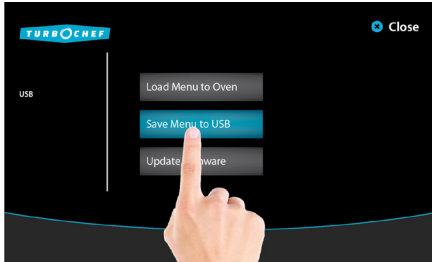 TURBOCHEF
Close
USB
Load Menu to Oven
Save Menu to USB
Update